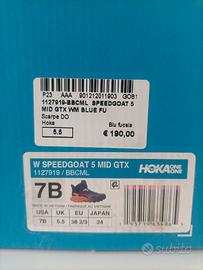 P23 AAA 901212011903 GOB1
1127919-BBCML SPEEDGOAT 5
MID GTX WM BLUE FU
Scarpe DO
Hoka
Blu fucsia
5.5
€ 190,00
W SPEEDGOAT 5 MID GTX
1127919 / BBCML
HOKA ONE ONE
7B
USA UK EU JAPAN
7B 5.5 38 2/3 24
subito